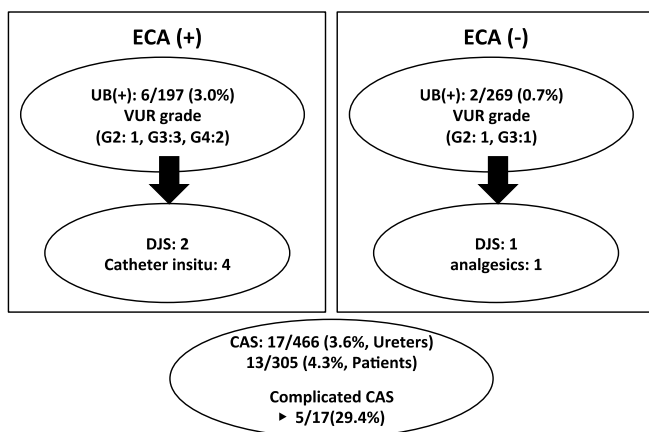 ECA (+)
UB(+): 6/197 (3.0%)
VUR grade
(G2: 1, G3:3, G4:2)
DJS: 2
Catheter insitu: 4
ECA (-)
UB(+): 2/269 (0.7%)
VUR grade
(G2: 1, G3:1)
DJS: 1
analgesics: 1
CAS: 17/466 (3.6%, Ureters)
13/305 (4.3%, Patients)
Complicated CAS
▶ 5/17(29.4%)